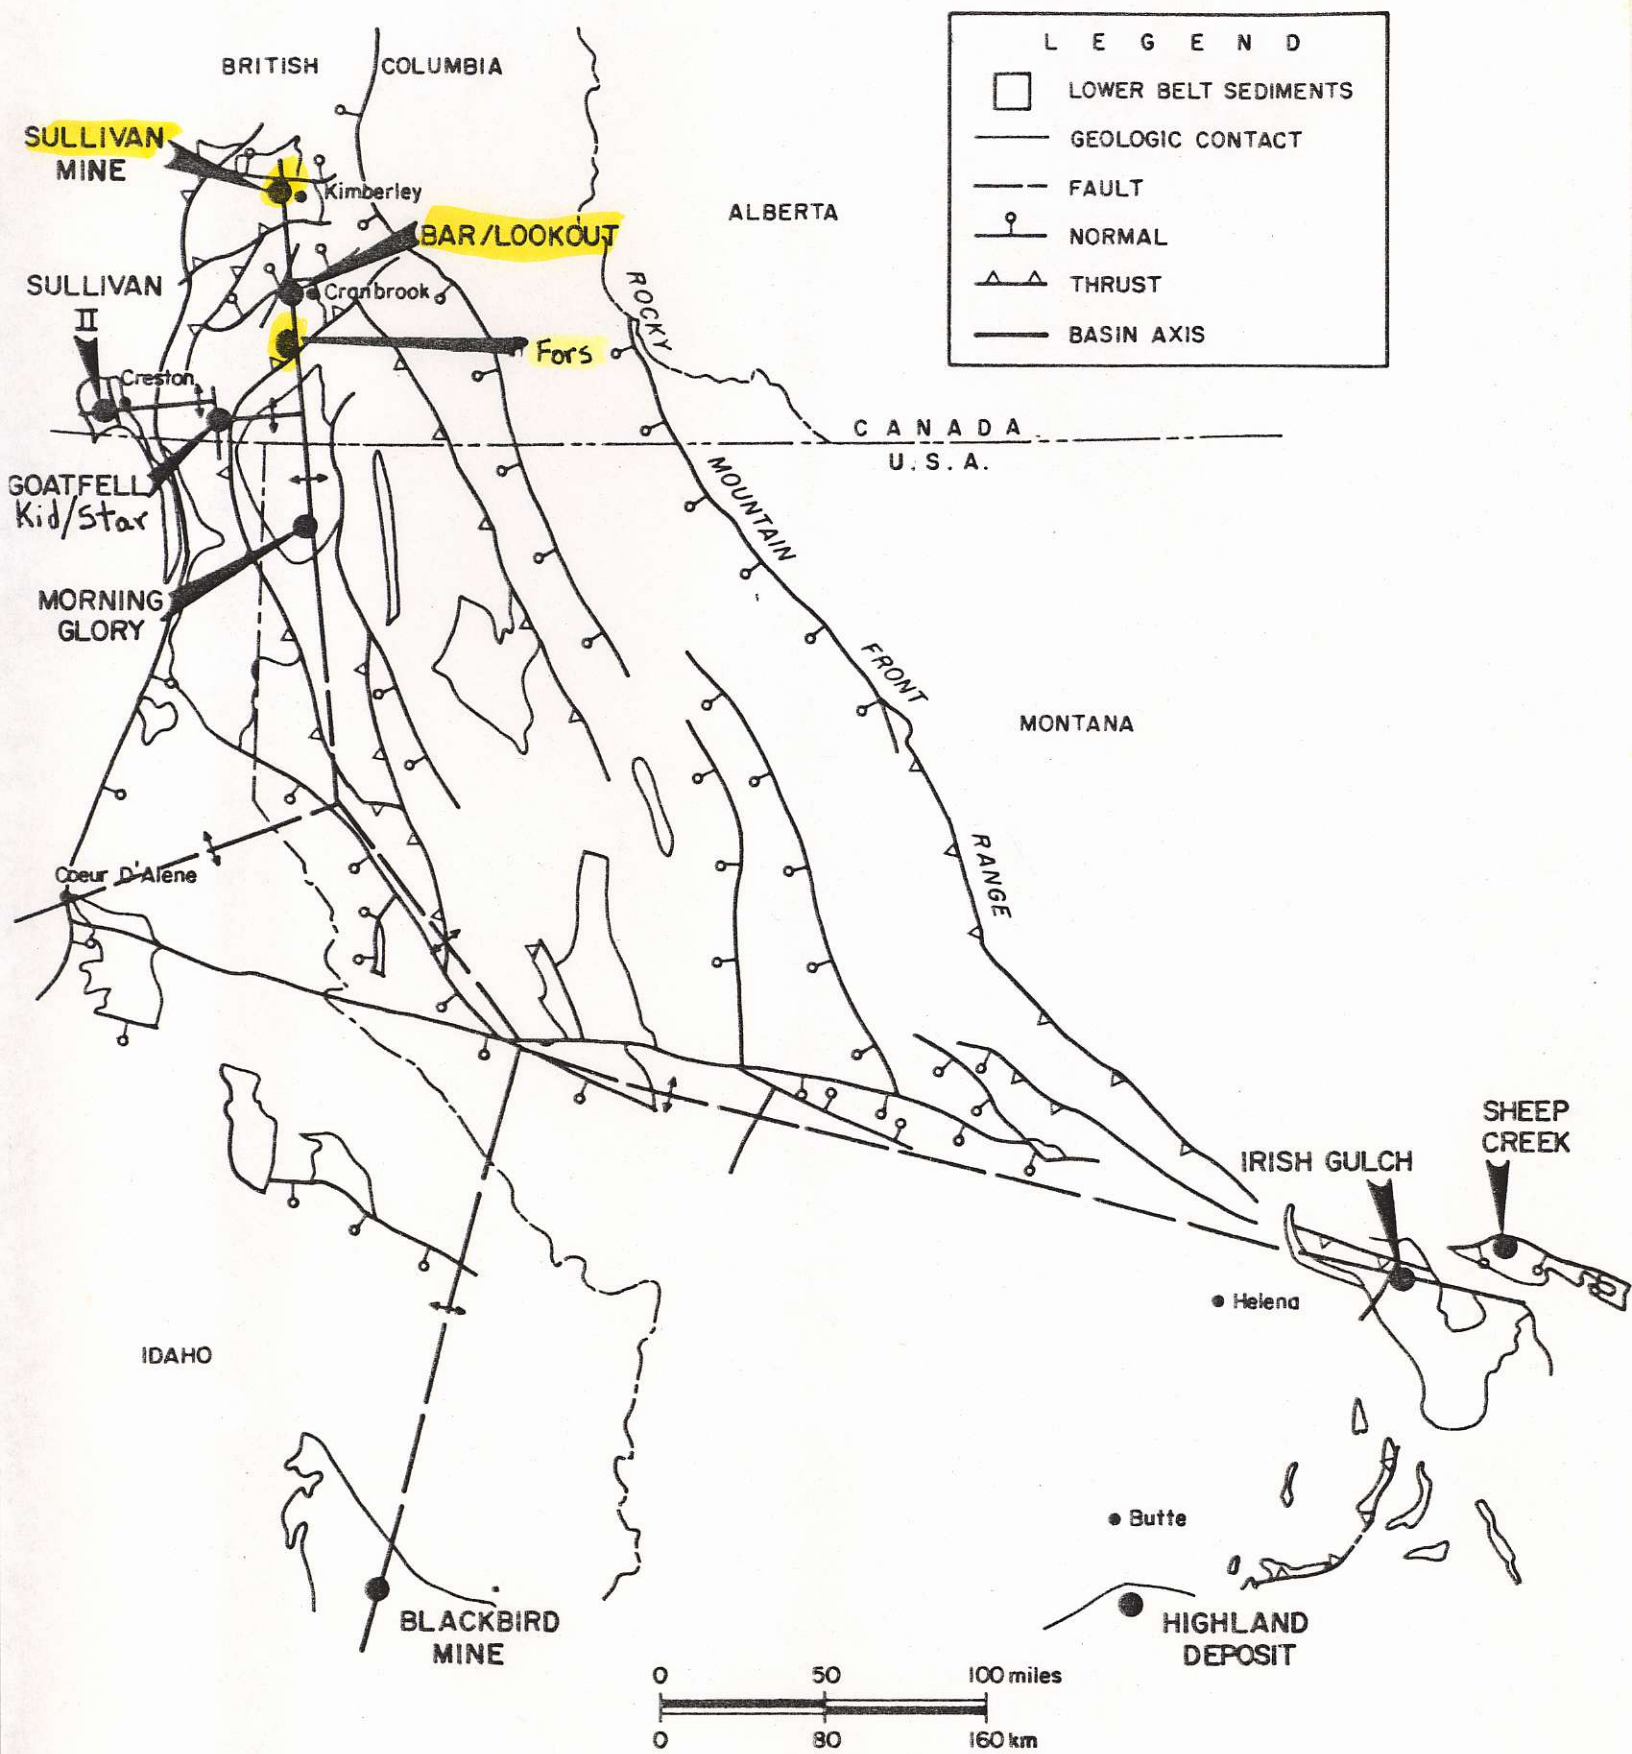 BRITISH COLUMBIA
SULLIVAN
MINE
Kimberley
BAR/LOOKOUT
ALBERTA
SULLIVAN
II
Cranbrook
Fors
Creston
GOATFELL
Kid/Star
MORNING
GLORY
CANADA
U.S.A.
ROCKY
MOUNTAIN
FRONT
RANGE
MONTANA
Coeur D'Alene
SHEEP
CREEK
IRISH GULCH
Helena
IDAHO
Butte
BLACKBIRD
MINE
HIGHLAND
DEPOSIT
LEGEND
LOWER BELT SEDIMENTS
GEOLOGIC CONTACT
FAULT
NORMAL
THRUST
BASIN AXIS
0 50 100 miles
0 80 160 km